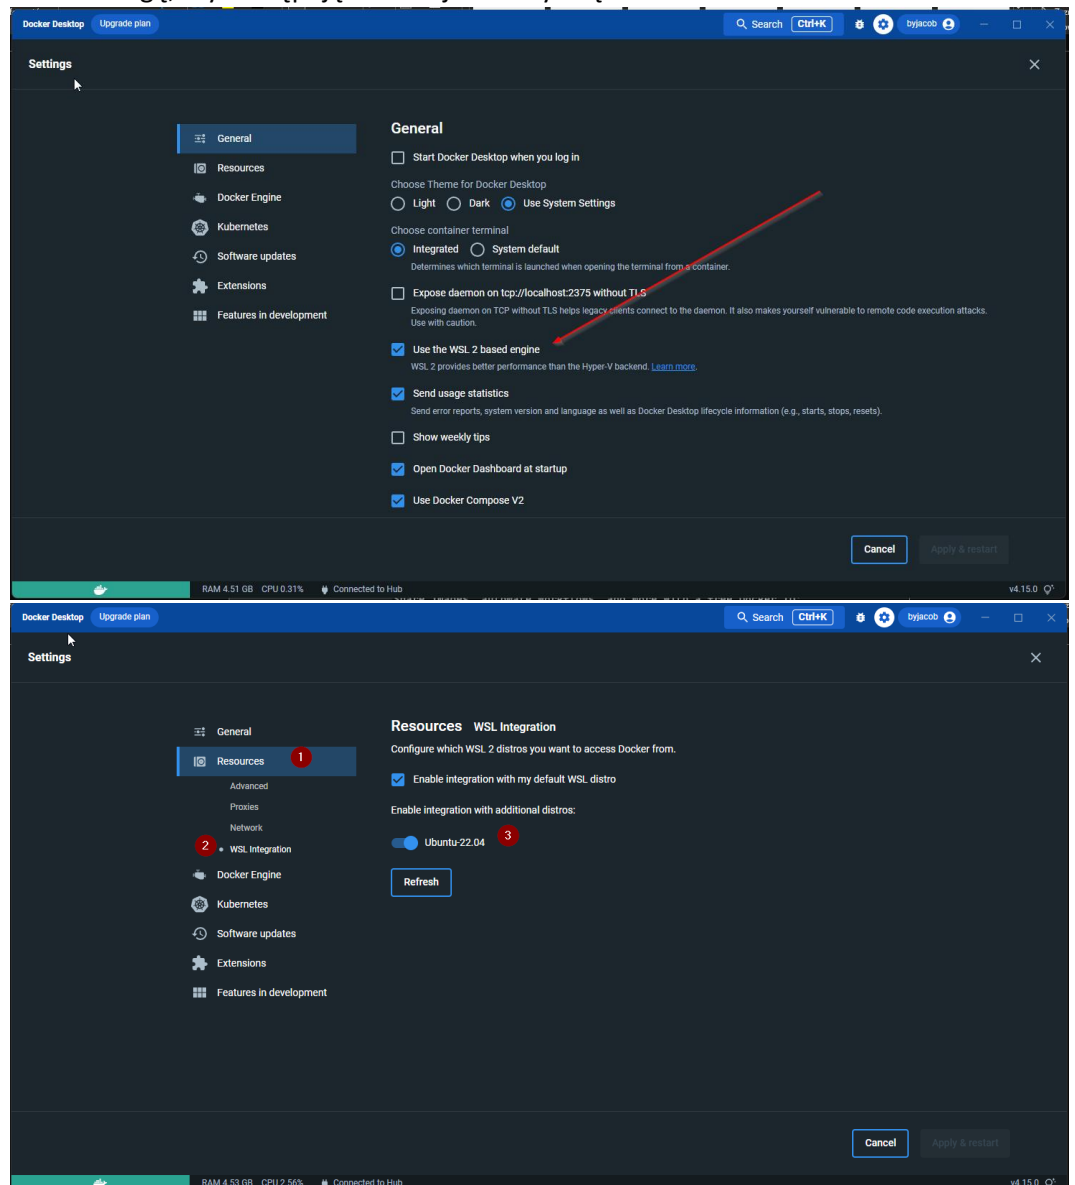 Docker Desktop Upgrade plan Search Ctrl+K byjacob
Settings
General
Resources
Docker Engine
Kubernetes
Software updates
Extensions
Features in development
General
Start Docker Desktop when you log in
Choose Theme for Docker Desktop
Light Dark Use System Settings
Choose container terminal
Integrated System default
Determines which terminal is launched when opening the terminal from a container.
Expose daemon on tcp://localhost:2375 without TLS
Exposing daemon on TCP without TLS helps legacy clients connect to the daemon. It also makes yourself vulnerable to remote code execution attacks.
Use with caution.
Use the WSL 2 based engine
WSL 2 provides better performance than the Hyper-V backend. Learn more.
Send usage statistics
Send error reports, system version and language as well as Docker Desktop lifecycle information (e.g., starts, stops, resets).
Show weekly tips
Open Docker Dashboard at startup
Use Docker Compose V2
Cancel Apply & restart
RAM 4.51 GB CPU 0.31% Connected to Hub v4.15.0
Docker Desktop Upgrade plan Search Ctrl+K byjacob
Settings
General
Resources 1
Advanced
Proxies
Network
2 WSL Integration
Docker Engine
Kubernetes
Software updates
Extensions
Features in development
Resources WSL Integration
Configure which WSL 2 distros you want to access Docker from.
Enable integration with my default WSL distro
Enable integration with additional distros:
Ubuntu-22.04 3
Refresh
Cancel Apply & restart
RAM 4.53 GB CPU 2.56% Connected to Hub v4.15.0